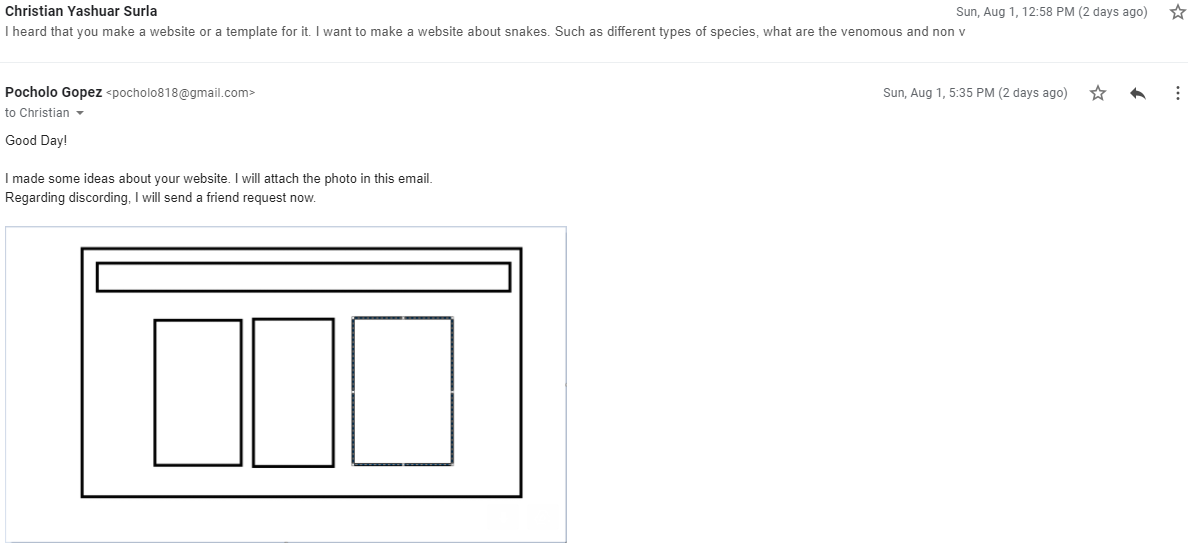 Christian Yashuar Surla
Sun, Aug 1, 12:58 PM (2 days ago)
I heard that you make a website or a template for it. I want to make a website about snakes. Such as different types of species, what are the venomous and non v
Pocholo Gopez <pocholo818@gmail.com>
Sun, Aug 1, 5:35 PM (2 days ago)
to Christian
Good Day!
I made some ideas about your website. I will attach the photo in this email.
Regarding discording, I will send a friend request now.